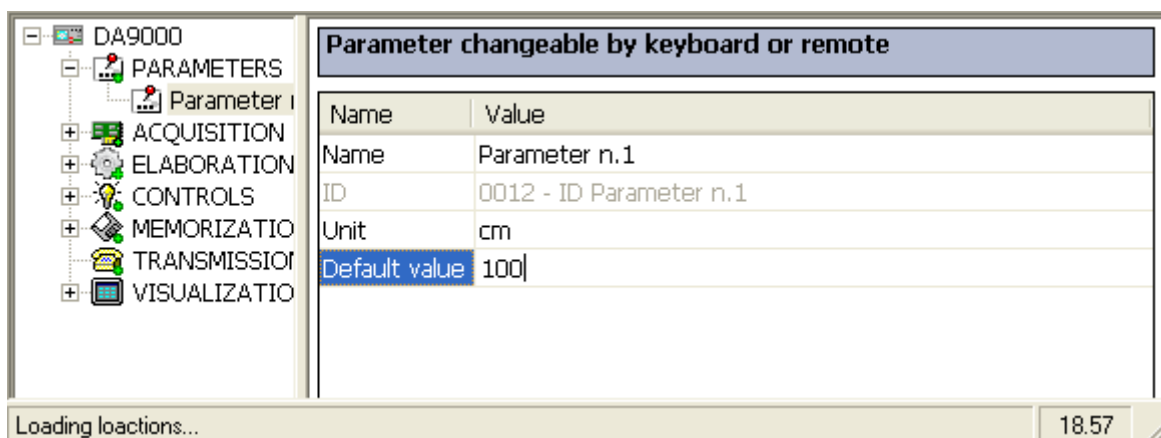 DA9000
PARAMETERS
Parameter
ACQUISITION
ELABORATION
CONTROLS
MEMORIZATIO
TRANSMISSION
VISUALIZATIO
Parameter changeable by keyboard or remote
Name Value
Name Parameter n.1
ID 0012 - ID Parameter n.1
Unit cm
Default value 100
Loading loactions... 18.57